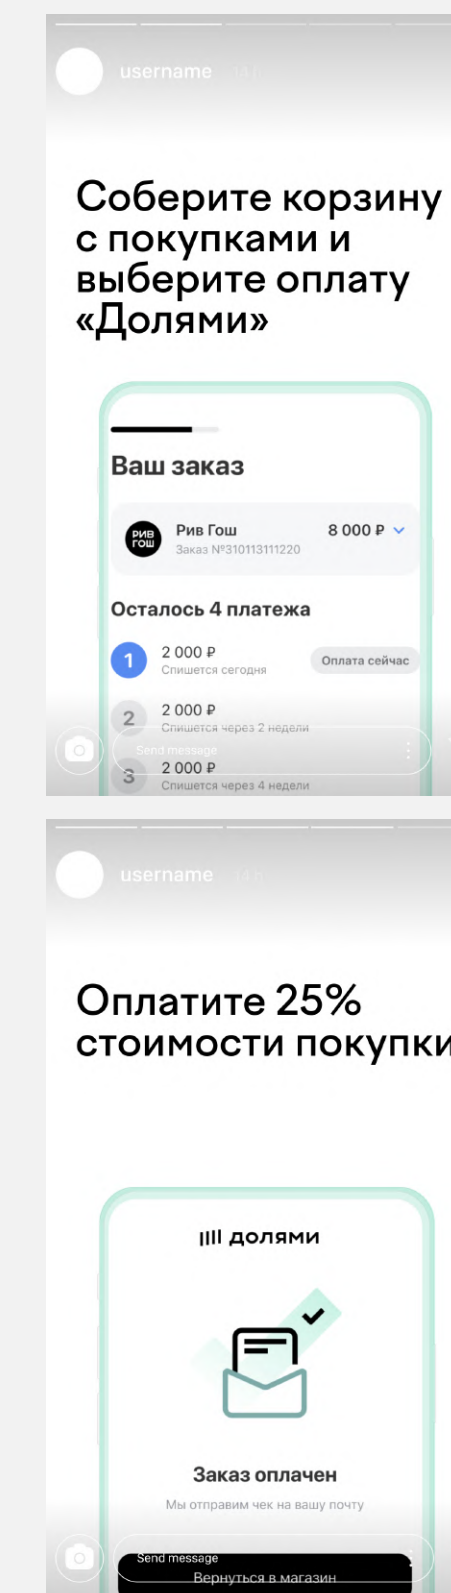 username 14 h
Соберите корзину
с покупками и
выберите оплату
«Долями»
Ваш заказ
РИВ
ГОШ
Рив Гош 8 000 ₽
Заказ №310113111220
Осталось 4 платежа
1 2 000 ₽ Оплата сейчас
Спишется сегодня
2 2 000 ₽
Спишется через 2 недели
Send message
3 2 000 ₽
Спишется через 4 недели
username 14 h
Оплатите 25%
стоимости покупки
долями
Заказ оплачен
Мы отправим чек на вашу почту
Send message
Вернуться в магазин